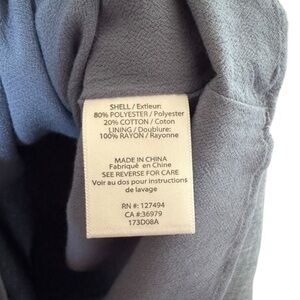 SHELL / Extieur:
80% POLYESTER / Polyester
20% COTTON / Coton
LINING / Doublure:
100% RAYON / Rayonne
MADE IN CHINA
Fabriqué en Chine
SEE REVERSE FOR CARE
Voir au dos pour instructions
de lavage
RN #: 127494
CA #: 36979
173D08A